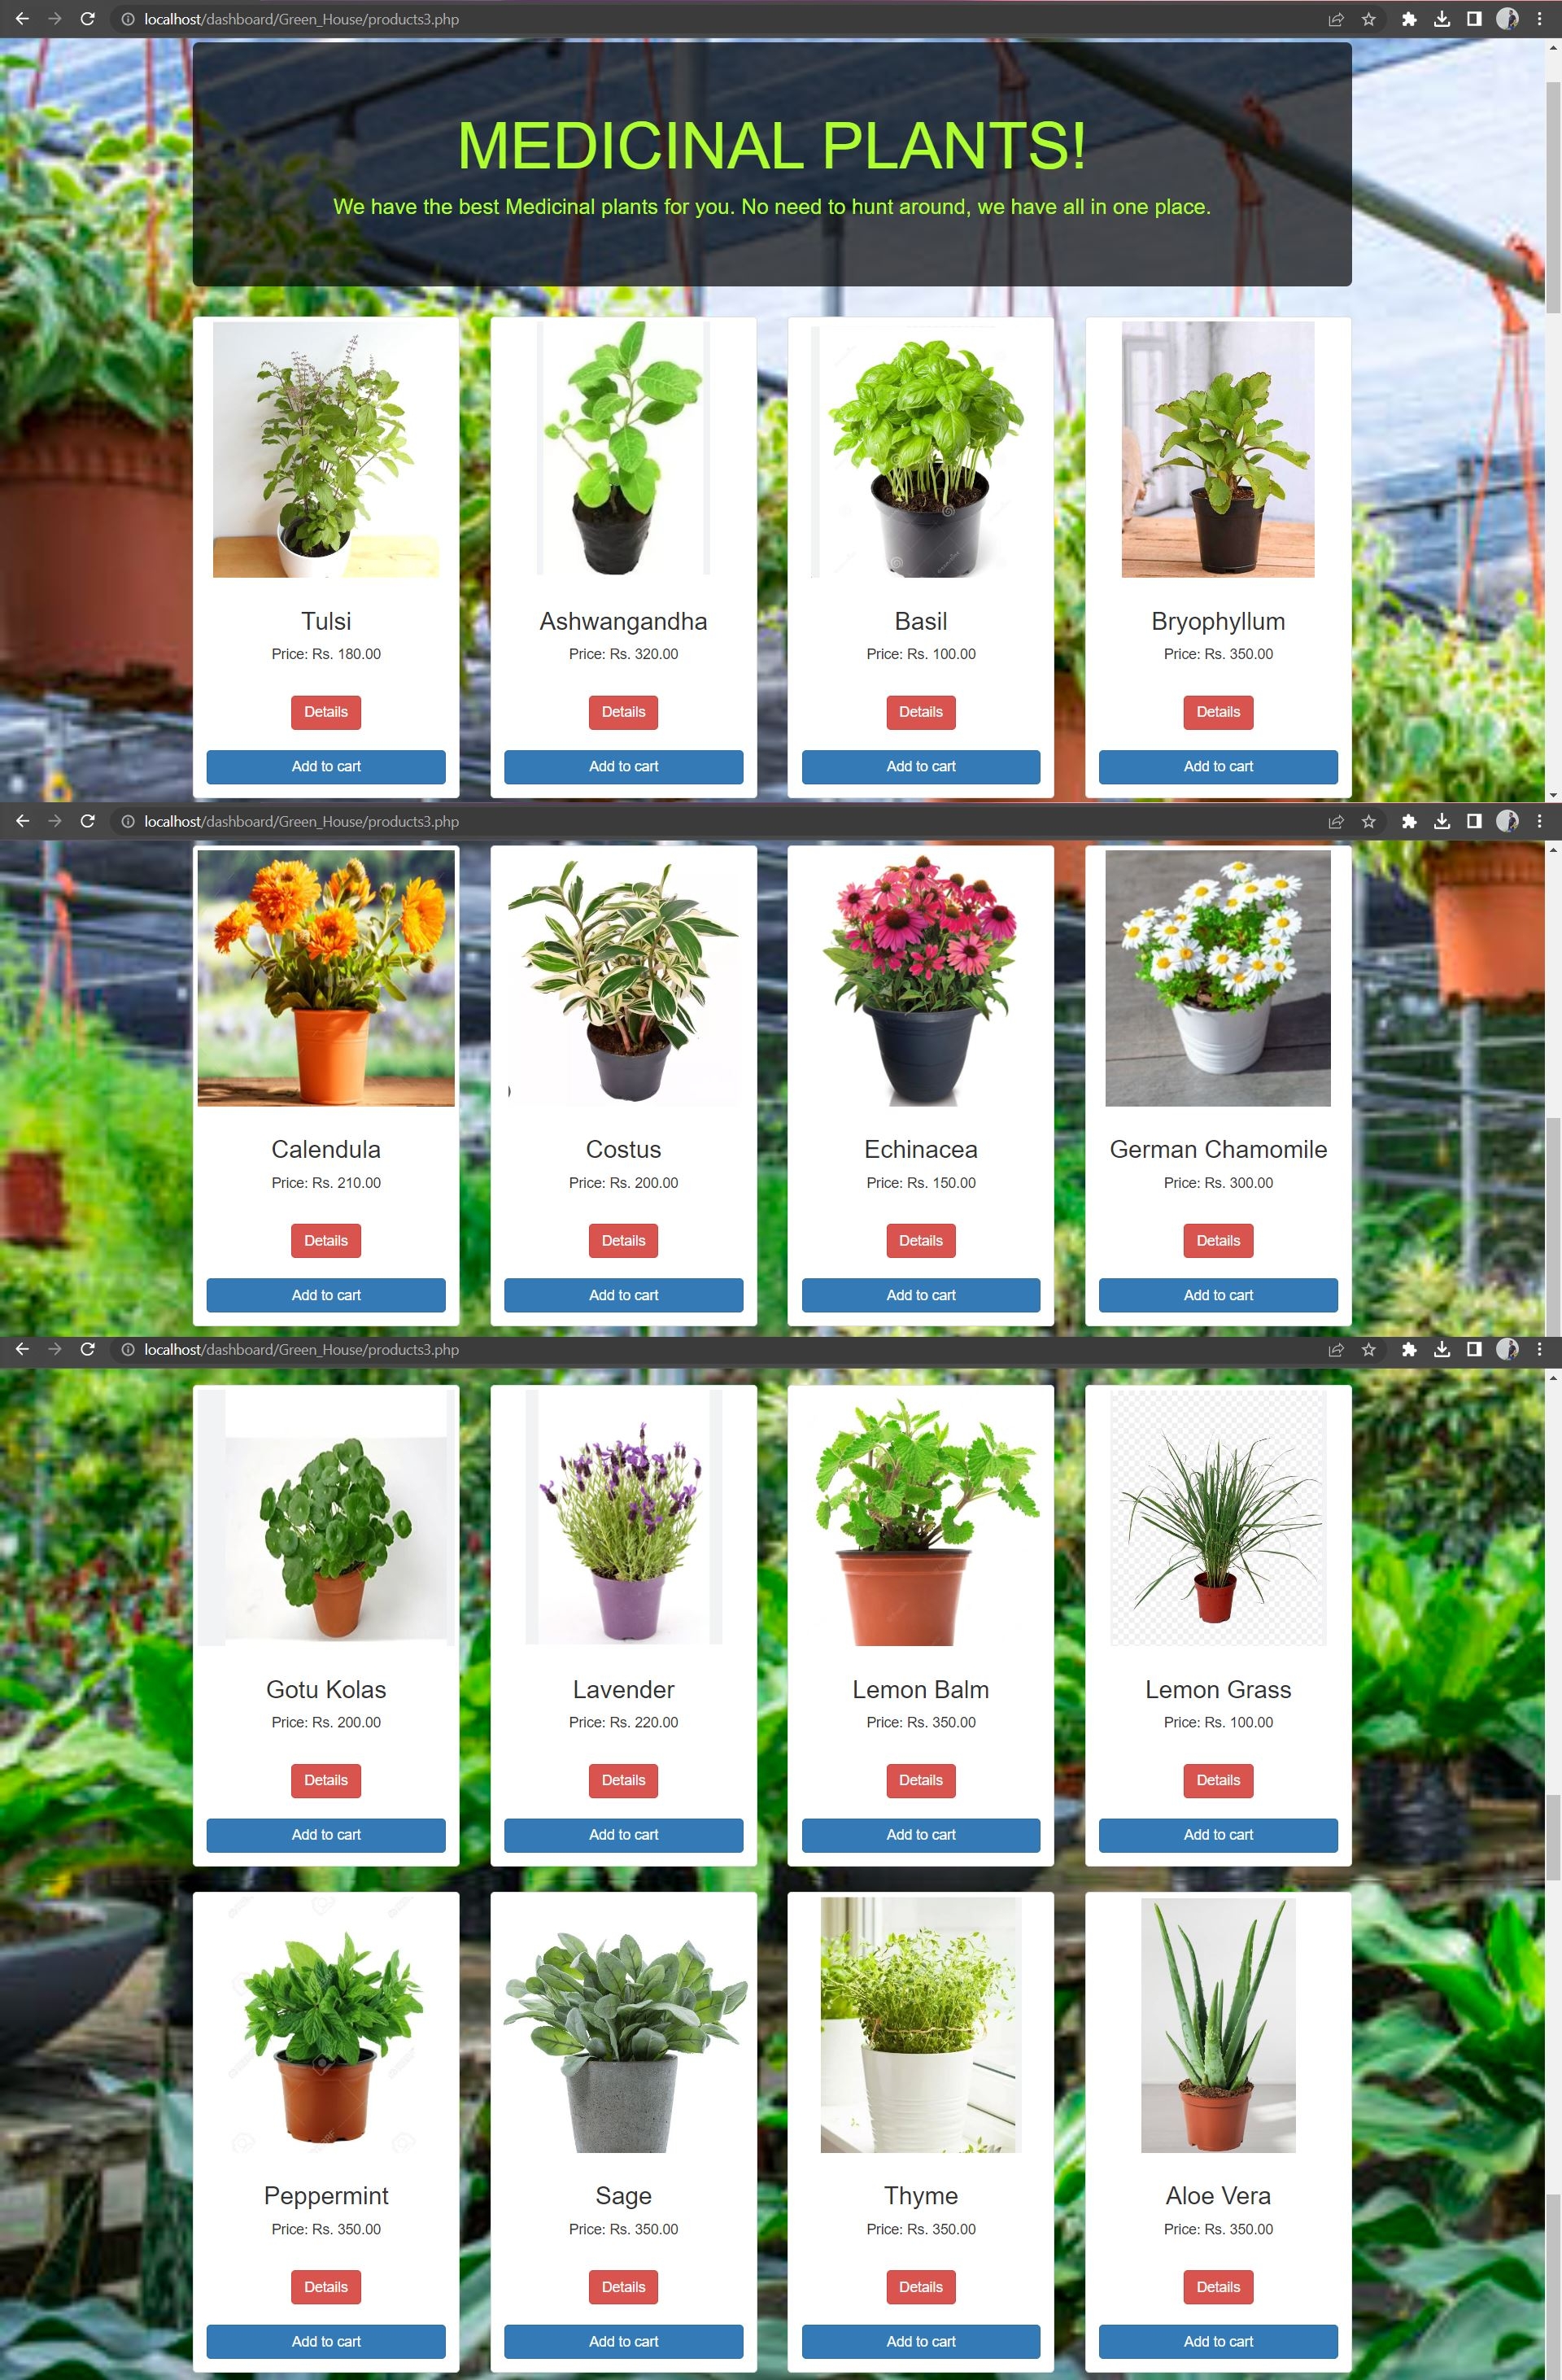 localhost/dashboard/Green_House/products3.php
MEDICINAL PLANTS!
We have the best Medicinal plants for you. No need to hunt around, we have all in one place.
Tulsi
Price: Rs. 180.00
Details
Add to cart
Ashwangandha
Price: Rs. 320.00
Details
Add to cart
Basil
Price: Rs. 100.00
Details
Add to cart
Bryophyllum
Price: Rs. 350.00
Details
Add to cart
localhost/dashboard/Green_House/products3.php
Calendula
Price: Rs. 210.00
Details
Add to cart
Costus
Price: Rs. 200.00
Details
Add to cart
Echinacea
Price: Rs. 150.00
Details
Add to cart
German Chamomile
Price: Rs. 300.00
Details
Add to cart
localhost/dashboard/Green_House/products3.php
Gotu Kolas
Price: Rs. 200.00
Details
Add to cart
Lavender
Price: Rs. 220.00
Details
Add to cart
Lemon Balm
Price: Rs. 350.00
Details
Add to cart
Lemon Grass
Price: Rs. 100.00
Details
Add to cart
Peppermint
Price: Rs. 350.00
Details
Add to cart
Sage
Price: Rs. 350.00
Details
Add to cart
Thyme
Price: Rs. 350.00
Details
Add to cart
Aloe Vera
Price: Rs. 350.00
Details
Add to cart